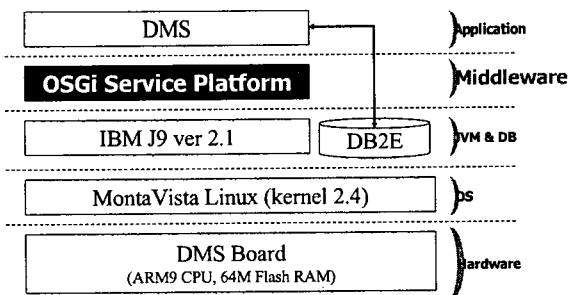 DMS
Application
OSGi Service Platform
Middleware
IBM J9 ver 2.1
DB2E
JVM & DB
MontaVista Linux (kernel 2.4)
OS
DMS Board
(ARM9 CPU, 64M Flash RAM)
Hardware